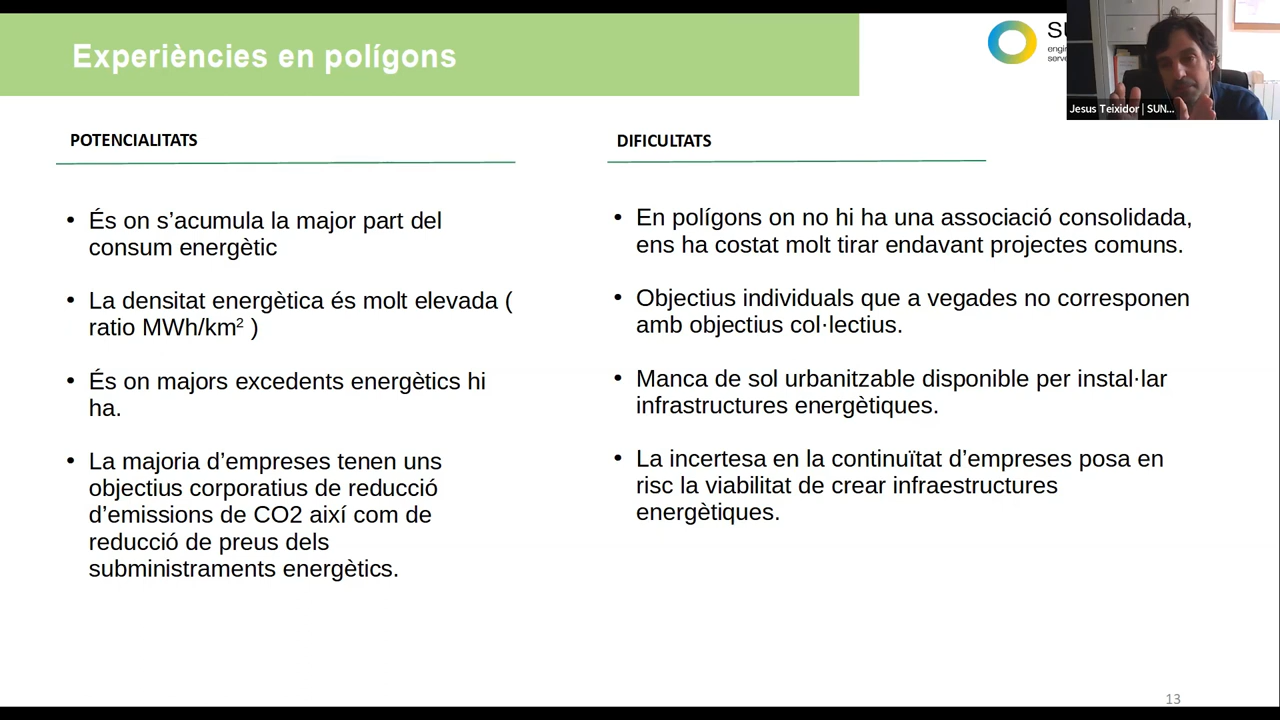 Experiències en polígons
POTENCIALITATS
• És on s’acumula la major part del
consum energètic
• La densitat energètica és molt elevada (
ratio MWh/km² )
• És on majors excedents energètics hi
ha.
• La majoria d’empreses tenen uns
objectius corporatius de reducció
d’emissions de CO2 així com de
reducció de preus dels
subministraments energètics.
DIFICULTATS
• En polígons on no hi ha una associació consolidada,
ens ha costat molt tirar endavant projectes comuns.
• Objectius individuals que a vegades no corresponen
amb objectius col·lectius.
• Manca de sol urbanitzable disponible per instal·lar
infrastructures energètiques.
• La incertesa en la continuïtat d’empreses posa en
risc la viabilitat de crear infraestructures
energètiques.
Jesus Teixidor | SUN...
13